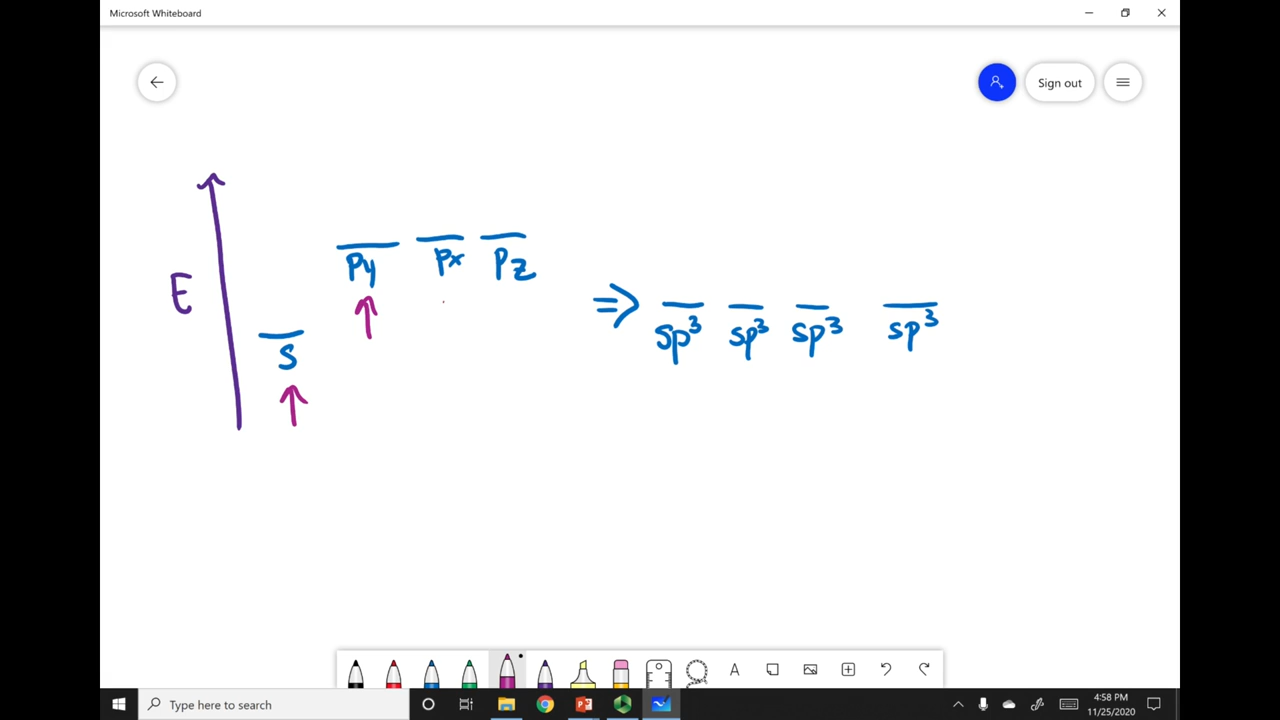 Microsoft Whiteboard
Sign out
E
py px pz
s
⇒ sp³ sp³ sp³ sp³
A
Type here to search
4:58 PM
11/25/2020